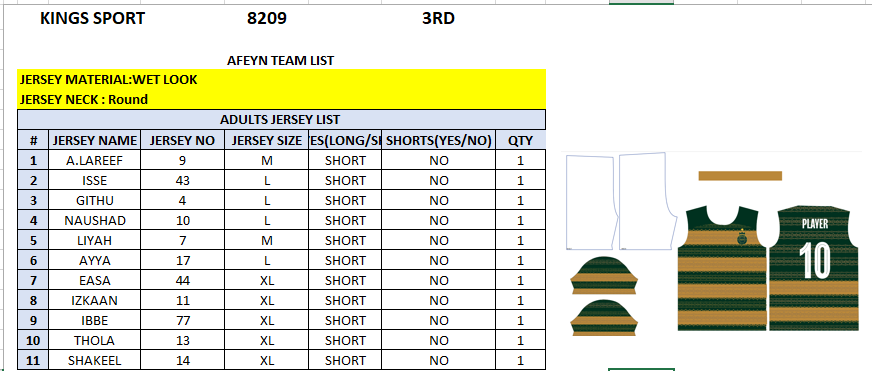 KINGS SPORT 8209 3RD
AFEYN TEAM LIST
JERSEY MATERIAL:WET LOOK
JERSEY NECK : Round
ADULTS JERSEY LIST
# JERSEY NAME JERSEY NO JERSEY SIZE YES(LONG/SH SHORTS(YES/NO) QTY
1 A.LAREEF 9 M SHORT NO 1
2 ISSE 43 L SHORT NO 1
3 GITHU 4 L SHORT NO 1
4 NAUSHAD 10 L SHORT NO 1
5 LIYAH 7 M SHORT NO 1
6 AYYA 17 L SHORT NO 1
7 EASA 44 XL SHORT NO 1
8 IZKAAN 11 XL SHORT NO 1
9 IBBE 77 XL SHORT NO 1
10 THOLA 13 XL SHORT NO 1
11 SHAKEEL 14 XL SHORT NO 1
PLAYER
10